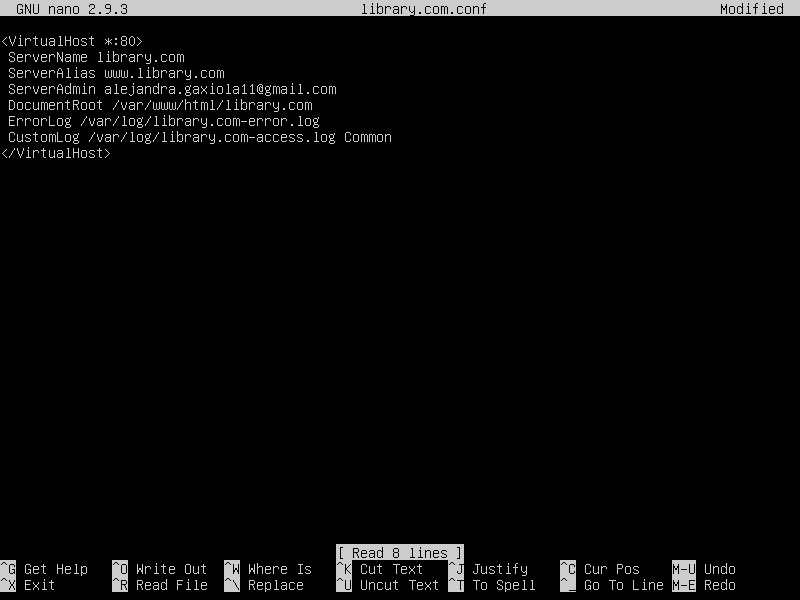 GNU nano 2.9.3 library.com.conf Modified
<VirtualHost *:80>
ServerName library.com
ServerAlias www.library.com
ServerAdmin alejandra.gaxiola11@gmail.com
DocumentRoot /var/www/html/library.com
ErrorLog /var/log/library.com-error.log
CustomLog /var/log/library.com-access.log Common
</VirtualHost>
[ Read 8 lines ]
^G Get Help ^O Write Out ^W Where Is ^K Cut Text ^J Justify ^C Cur Pos M-U Undo
^X Exit ^R Read File ^\ Replace ^U Uncut Text ^T To Spell ^_ Go To Line M-E Redo